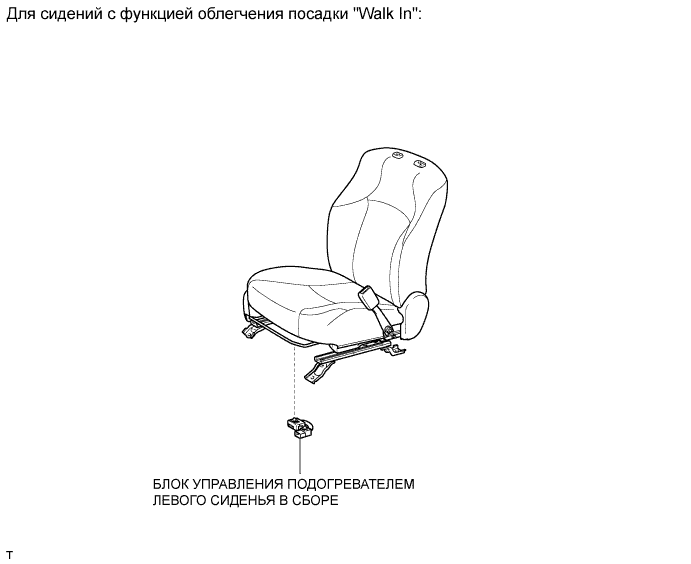 Для сидений с функцией облегчения посадки "Walk In":
БЛОК УПРАВЛЕНИЯ ПОДОГРЕВАТЕЛЕМ
ЛЕВОГО СИДЕНЬЯ В СБОРЕ
т